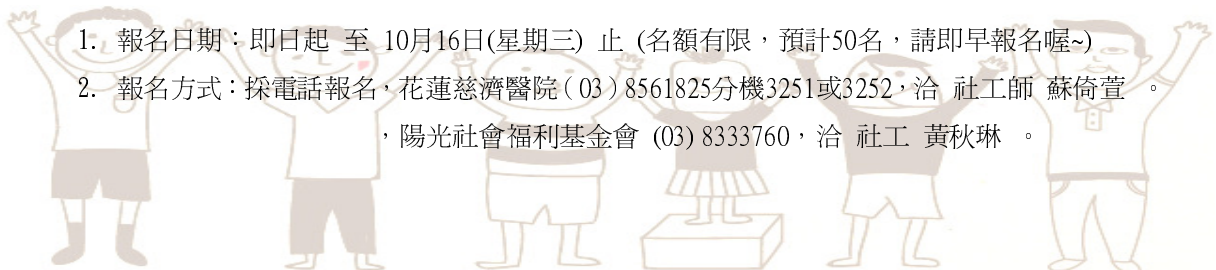 1. 報名日期：即日起 至 10月16日(星期三) 止 (名額有限，預計50名，請即早報名喔~)
2. 報名方式：採電話報名，花蓮慈濟醫院（03）8561825分機3251或3252，洽 社工師 蘇倚萱 。
，陽光社會福利基金會 (03) 8333760，洽 社工 黃秋琳 。